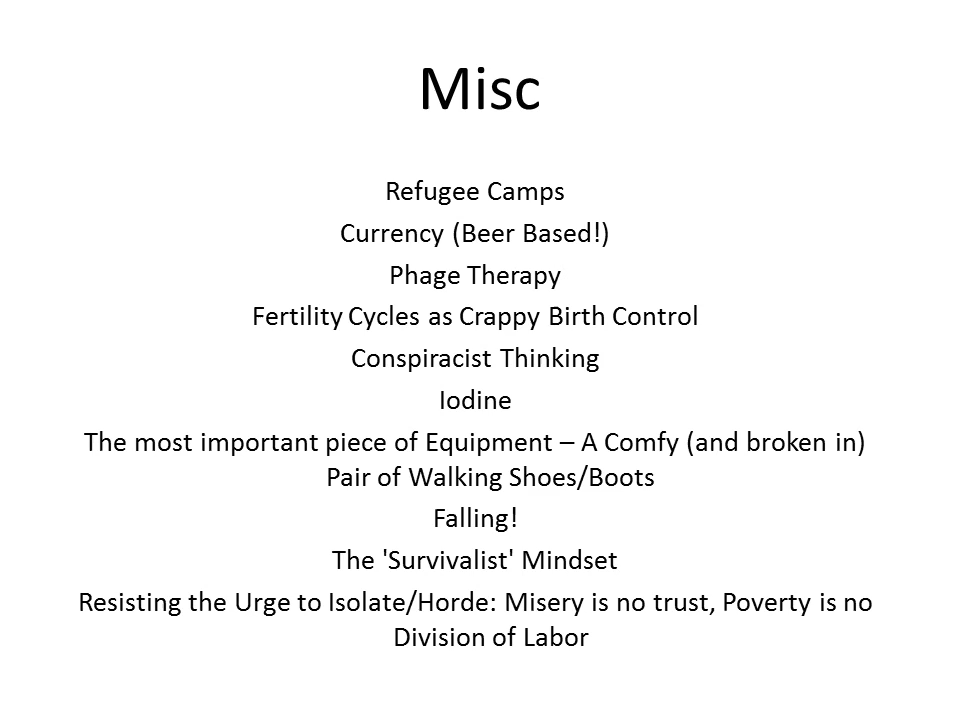 Misc
Refugee Camps
Currency (Beer Based!)
Phage Therapy
Fertility Cycles as Crappy Birth Control
Conspiracist Thinking
Iodine
The most important piece of Equipment – A Comfy (and broken in)
Pair of Walking Shoes/Boots
Falling!
The 'Survivalist' Mindset
Resisting the Urge to Isolate/Horde: Misery is no trust, Poverty is no
Division of Labor